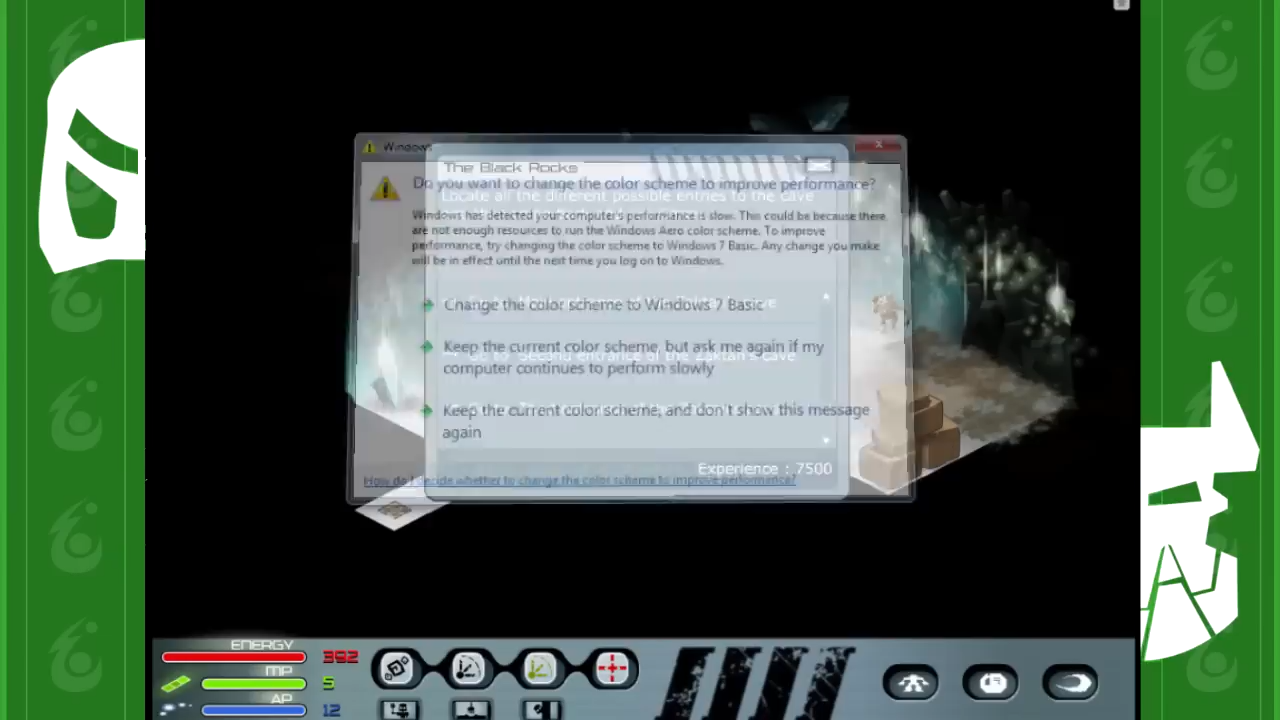 Windows
The Black Rocks
Do you want to change the color scheme to improve performance?
Locate all the different possible entries to the cave
Windows has detected your computer's performance is slow. This could be because there
are not enough resources to run the Windows Aero color scheme. To improve
performance, try changing the color scheme to Windows 7 Basic. Any change you make
will be in effect until the next time you log on to Windows.
Change the color scheme to Windows 7 Basic
Keep the current color scheme, but ask me again if my
Go to Second entrance of the Zaktan's cave
computer continues to perform slowly
Keep the current color scheme, and don't show this message
again
Experience : 7500
How do I decide whether to change the color scheme to improve performance?
ENERGY
392
MP
5
AP
12